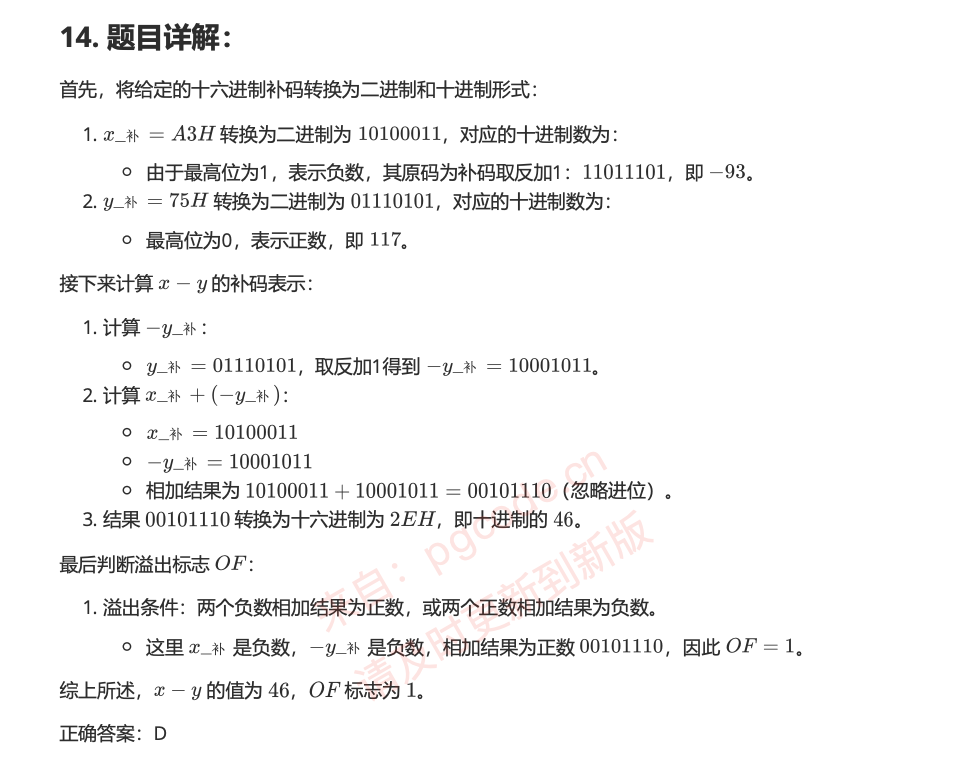 14. 题目详解：
首先，将给定的十六进制补码转换为二进制和十进制形式：
1. x_补 = A3H 转换为二进制为 10100011，对应的十进制数为：
○ 由于最高位为1，表示负数，其原码为补码取反加1：11011101，即 −93。
2. y_补 = 75H 转换为二进制为 01110101，对应的十进制数为：
○ 最高位为0，表示正数，即 117。
接下来计算 x − y 的补码表示：
1. 计算 −y_补：
○ y_补 = 01110101，取反加1得到 −y_补 = 10001011。
2. 计算 x_补 + (−y_补)：
○ x_补 = 10100011
○ −y_补 = 10001011
○ 相加结果为 10100011 + 10001011 = 00101110（忽略进位）。
3. 结果 00101110 转换为十六进制为 2EH，即十进制的 46。
最后判断溢出标志 OF：
1. 溢出条件：两个负数相加结果为正数，或两个正数相加结果为负数。
○ 这里 x_补 是负数，−y_补 是负数，相加结果为正数 00101110，因此 OF = 1。
综上所述，x − y 的值为 46，OF 标志为 1。
正确答案：D
来自：pgcode.cn
请及时更新到新版